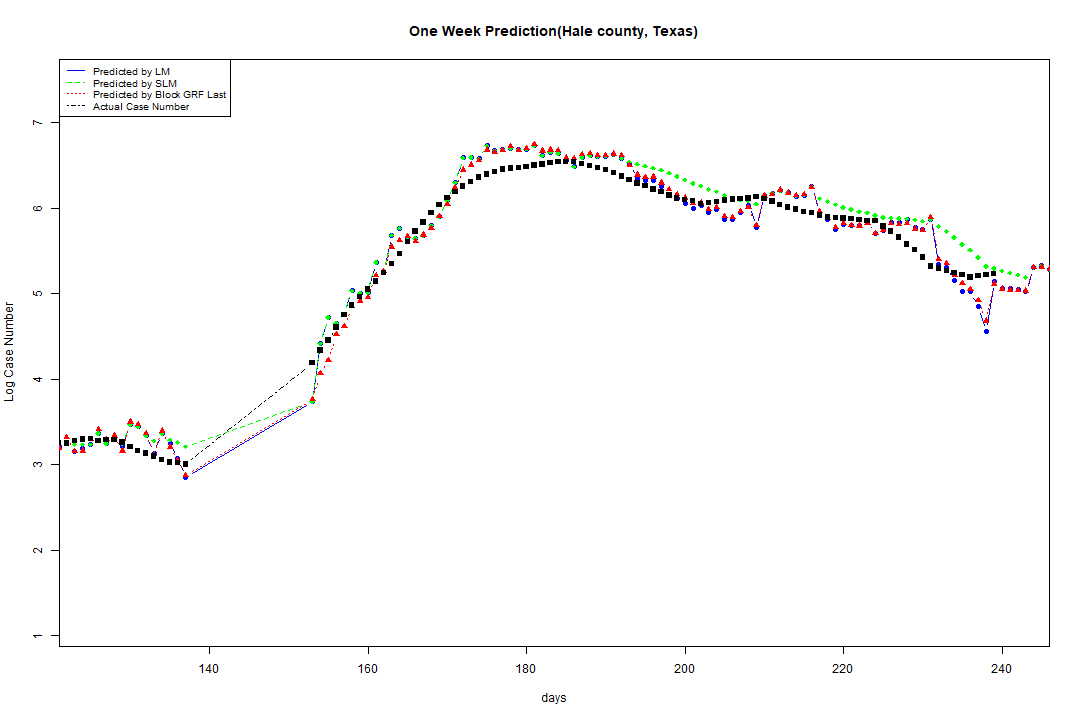 One Week Prediction(Hale county, Texas)
Predicted by LM
Predicted by SLM
Predicted by Block GRF Last
Actual Case Number
7
6
5
4
3
2
1
Log Case Number
140 160 180 200 220 240
days